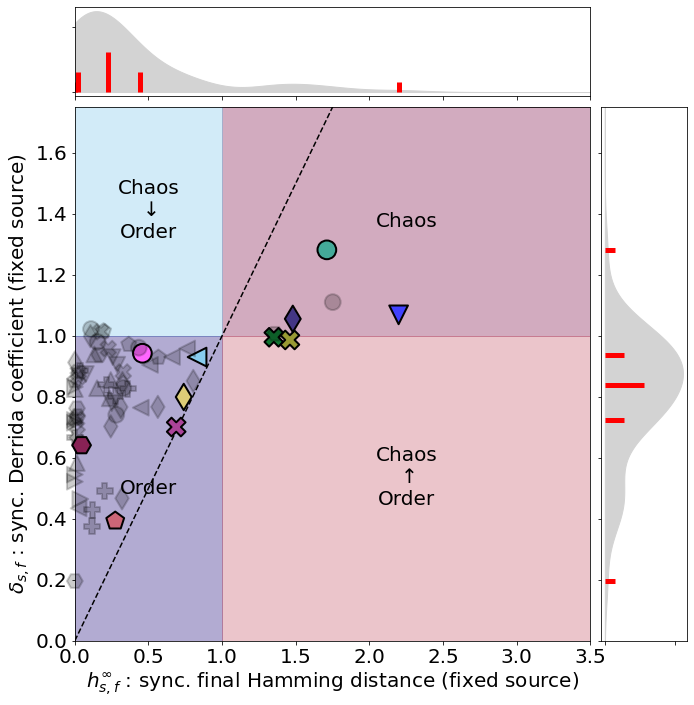 1.6
1.4
1.2
1.0
0.8
0.6
0.4
0.2
0.0
δ_{s,f} : sync. Derrida coefficient (fixed source)
Chaos
↓
Order
Chaos
Order
Chaos
↑
Order
0.0 0.5 1.0 1.5 2.0 2.5 3.0 3.5
h^∞_{s,f} : sync. final Hamming distance (fixed source)